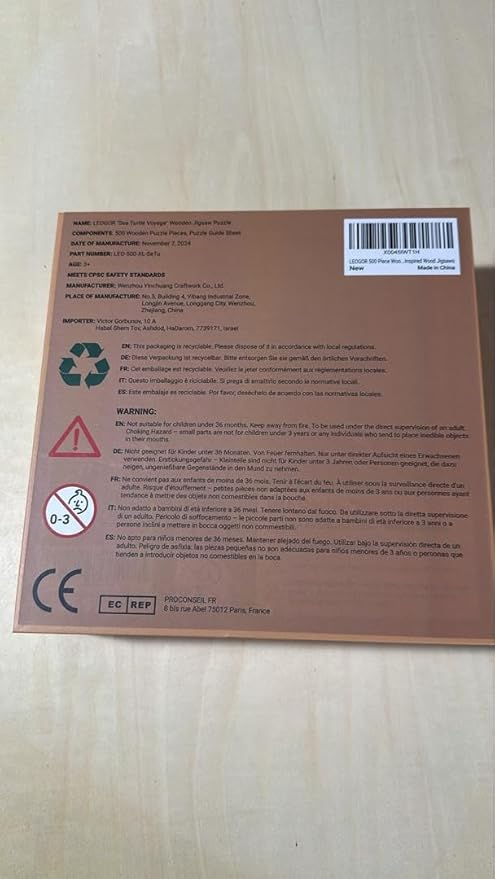 NAME: LEOGOR "Sea Turtle Voyage" Wooden Jigsaw Puzzle
COMPONENTS: 500 Wooden Puzzle Pieces, Puzzle Guide Sheet
DATE OF MANUFACTURE: November 7, 2024
PART NUMBER: LEO-500-XL-SeTu
AGE: 3+
MEETS CPSC SAFETY STANDARDS
MANUFACTURER: Wenzhou Yinchuang Craftwork Co., Ltd.
PLACE OF MANUFACTURE: No.5, Building 4, Yibang Industrial Zone,
Longjin Avenue, Longgang City, Wenzhou,
Zhejiang, China
IMPORTER: Victor Gorbunov, 10 A
Habal Shem Tov, Ashdod, HaDarom, 7739171, Israel
LEOGOR 500 Piece Woo...Inspired Wood Jigsaws
New Made in China
EN: This packaging is recyclable. Please dispose of it in accordance with local regulations.
DE: Diese Verpackung ist recycelbar. Bitte entsorgen Sie sie gemäß den örtlichen Vorschriften.
FR: Cet emballage est recyclable. Veuillez le jeter conformément aux réglementations locales.
IT: Questo imballaggio è riciclabile. Si prega di smaltirlo secondo le normative locali.
ES: Este embalaje es reciclable. Por favor, deséchelo de acuerdo con las normativas locales.
WARNING:
EN: Not suitable for children under 36 months. Keep away from fire. To be used under the direct supervision of an adult.
Choking Hazard – small parts are not for children under 3 years or any individuals who tend to place inedible objects
in their mouths.
DE: Nicht geeignet für Kinder unter 36 Monaten. Von Feuer fernhalten. Nur unter direkter Aufsicht eines Erwachsenen
verwenden. Erstickungsgefahr – Kleinteile sind nicht für Kinder unter 3 Jahren oder Personen geeignet, die dazu
neigen, ungenießbare Gegenstände in den Mund zu nehmen.
FR: Ne convient pas aux enfants de moins de 36 mois. Tenir à l'écart du feu. À utiliser sous la surveillance directe d'un
adulte. Risque d'étouffement – petites pièces non adaptées aux enfants de moins de 3 ans ou aux personnes ayant
tendance à mettre des objets non comestibles dans la bouche.
IT: Non adatto a bambini di età inferiore a 36 mesi. Tenere lontano dal fuoco. Da utilizzare sotto la diretta supervisione
di un adulto. Pericolo di soffocamento – le piccole parti non sono adatte a bambini di età inferiore a 3 anni o a
persone inclini a mettere in bocca oggetti non commestibili.
ES: No apto para niños menores de 36 meses. Mantener alejado del fuego. Utilizar bajo la supervisión directa de un
adulto. Peligro de asfixia: las piezas pequeñas no son adecuadas para niños menores de 3 años o personas que
tienden a introducir objetos no comestibles en la boca.
0-3
CE
EC REP
PROCONSEIL FR
8 bis rue Abel 75012 Paris, France